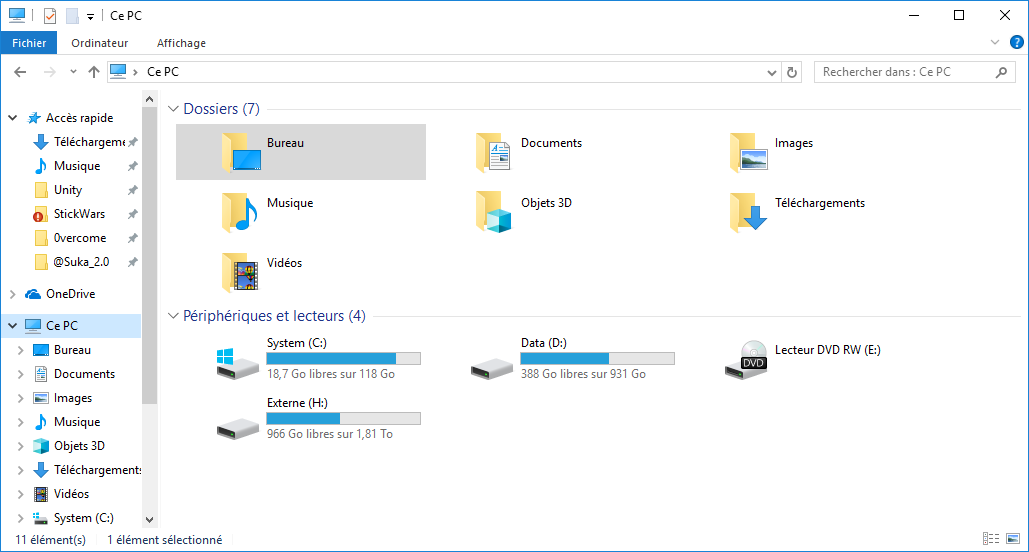 Ce PC
Fichier
Ordinateur
Affichage
Ce PC
Rechercher dans : Ce PC
Accès rapide
Téléchargeme
Musique
Unity
StickWars
0vercome
@Suka_2.0
OneDrive
Ce PC
Bureau
Documents
Images
Musique
Objets 3D
Téléchargements
Vidéos
System (C:)
Dossiers (7)
Bureau
Documents
Images
Musique
Objets 3D
Téléchargements
Vidéos
Périphériques et lecteurs (4)
System (C:)
18,7 Go libres sur 118 Go
Data (D:)
388 Go libres sur 931 Go
DVD
Lecteur DVD RW (E:)
Externe (H:)
966 Go libres sur 1,81 To
11 élément(s)
1 élément sélectionné